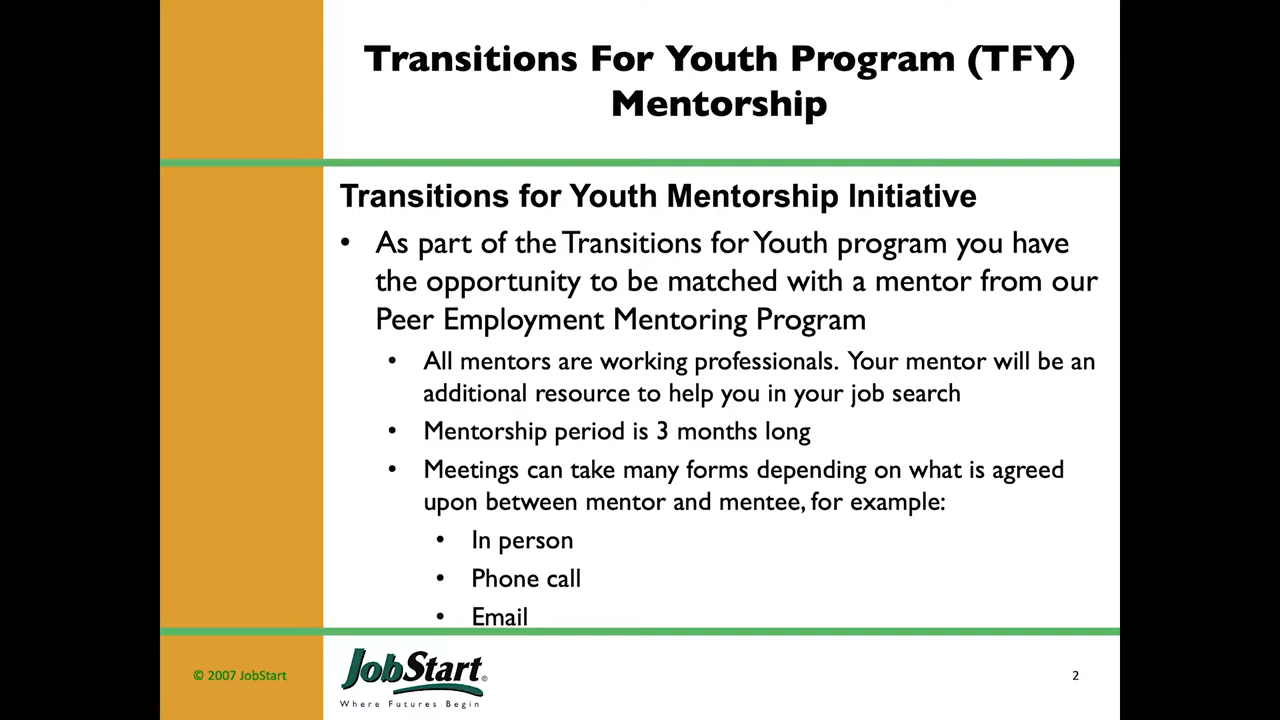 Transitions For Youth Program (TFY)
Mentorship
Transitions for Youth Mentorship Initiative
• As part of the Transitions for Youth program you have
the opportunity to be matched with a mentor from our
Peer Employment Mentoring Program
• All mentors are working professionals. Your mentor will be an
additional resource to help you in your job search
• Mentorship period is 3 months long
• Meetings can take many forms depending on what is agreed
upon between mentor and mentee, for example:
• In person
• Phone call
• Email
© 2007 JobStart
JobStart®
Where Futures Begin
2